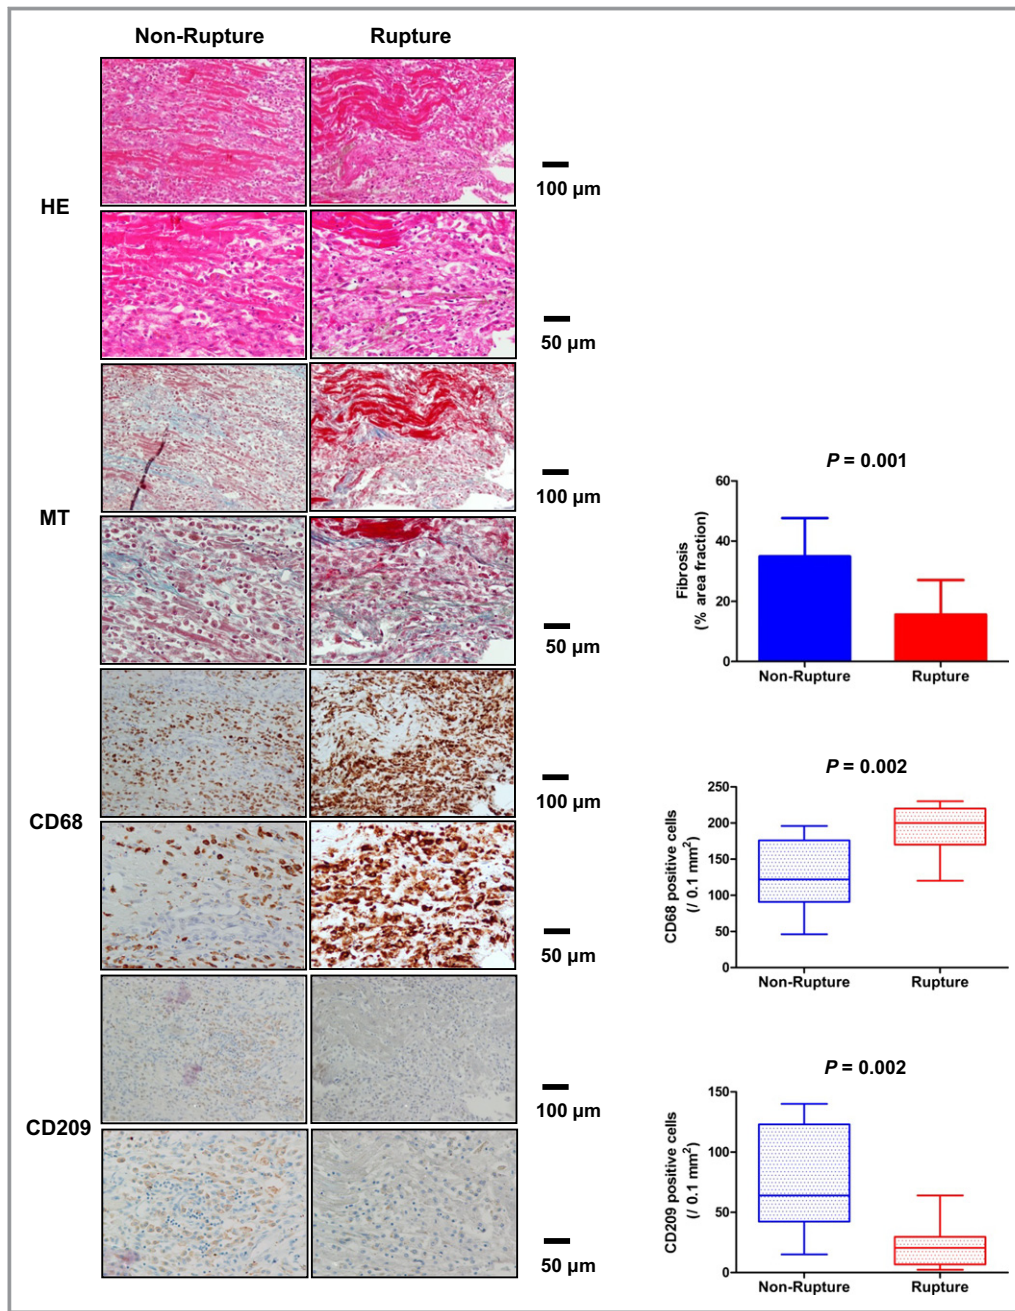 Non-Rupture Rupture
HE
100 µm
50 µm
MT
100 µm
50 µm
CD68
100 µm
50 µm
CD209
100 µm
50 µm
P = 0.001
Fibrosis
(% area fraction)
60
40
20
0
Non-Rupture Rupture
P = 0.002
CD68 positive cells
(/ 0.1 mm²)
250
200
150
100
50
0
Non-Rupture Rupture
P = 0.002
CD209 positive cells
(/ 0.1 mm²)
150
100
50
0
Non-Rupture Rupture